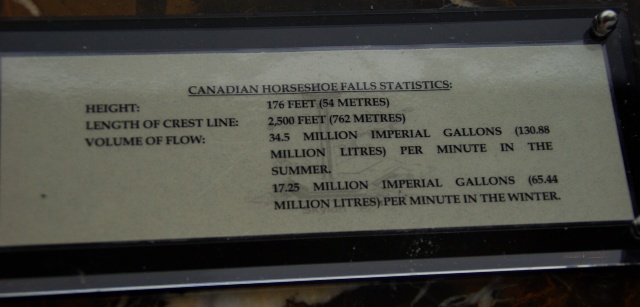 CANADIAN HORSESHOE FALLS STATISTICS:
HEIGHT: 176 FEET (54 METRES)
LENGTH OF CREST LINE: 2,500 FEET (762 METRES)
VOLUME OF FLOW: 34.5 MILLION IMPERIAL GALLONS (130.88
MILLION LITRES) PER MINUTE IN THE
SUMMER.
17.25 MILLION IMPERIAL GALLONS (65.44
MILLION LITRES) PER MINUTE IN THE WINTER.